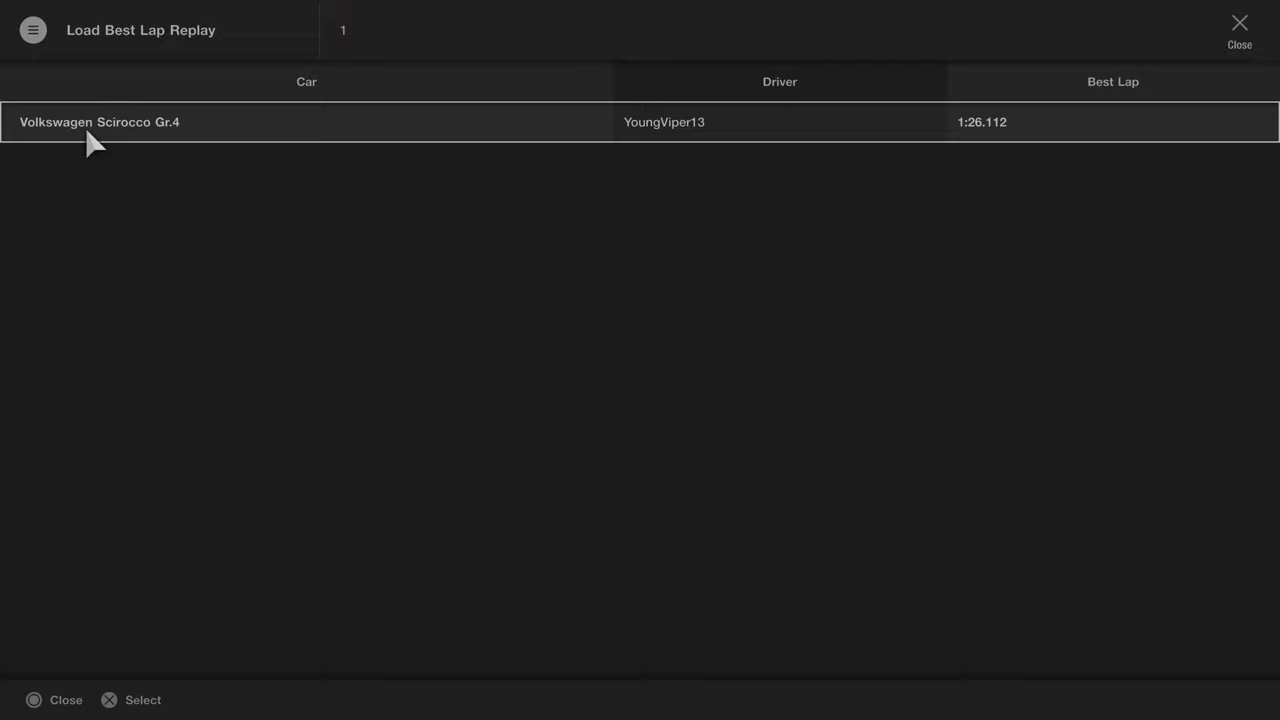 Load Best Lap Replay
1
Close
Car
Driver
Best Lap
Volkswagen Scirocco Gr.4
YoungViper13
1:26.112
Close
Select